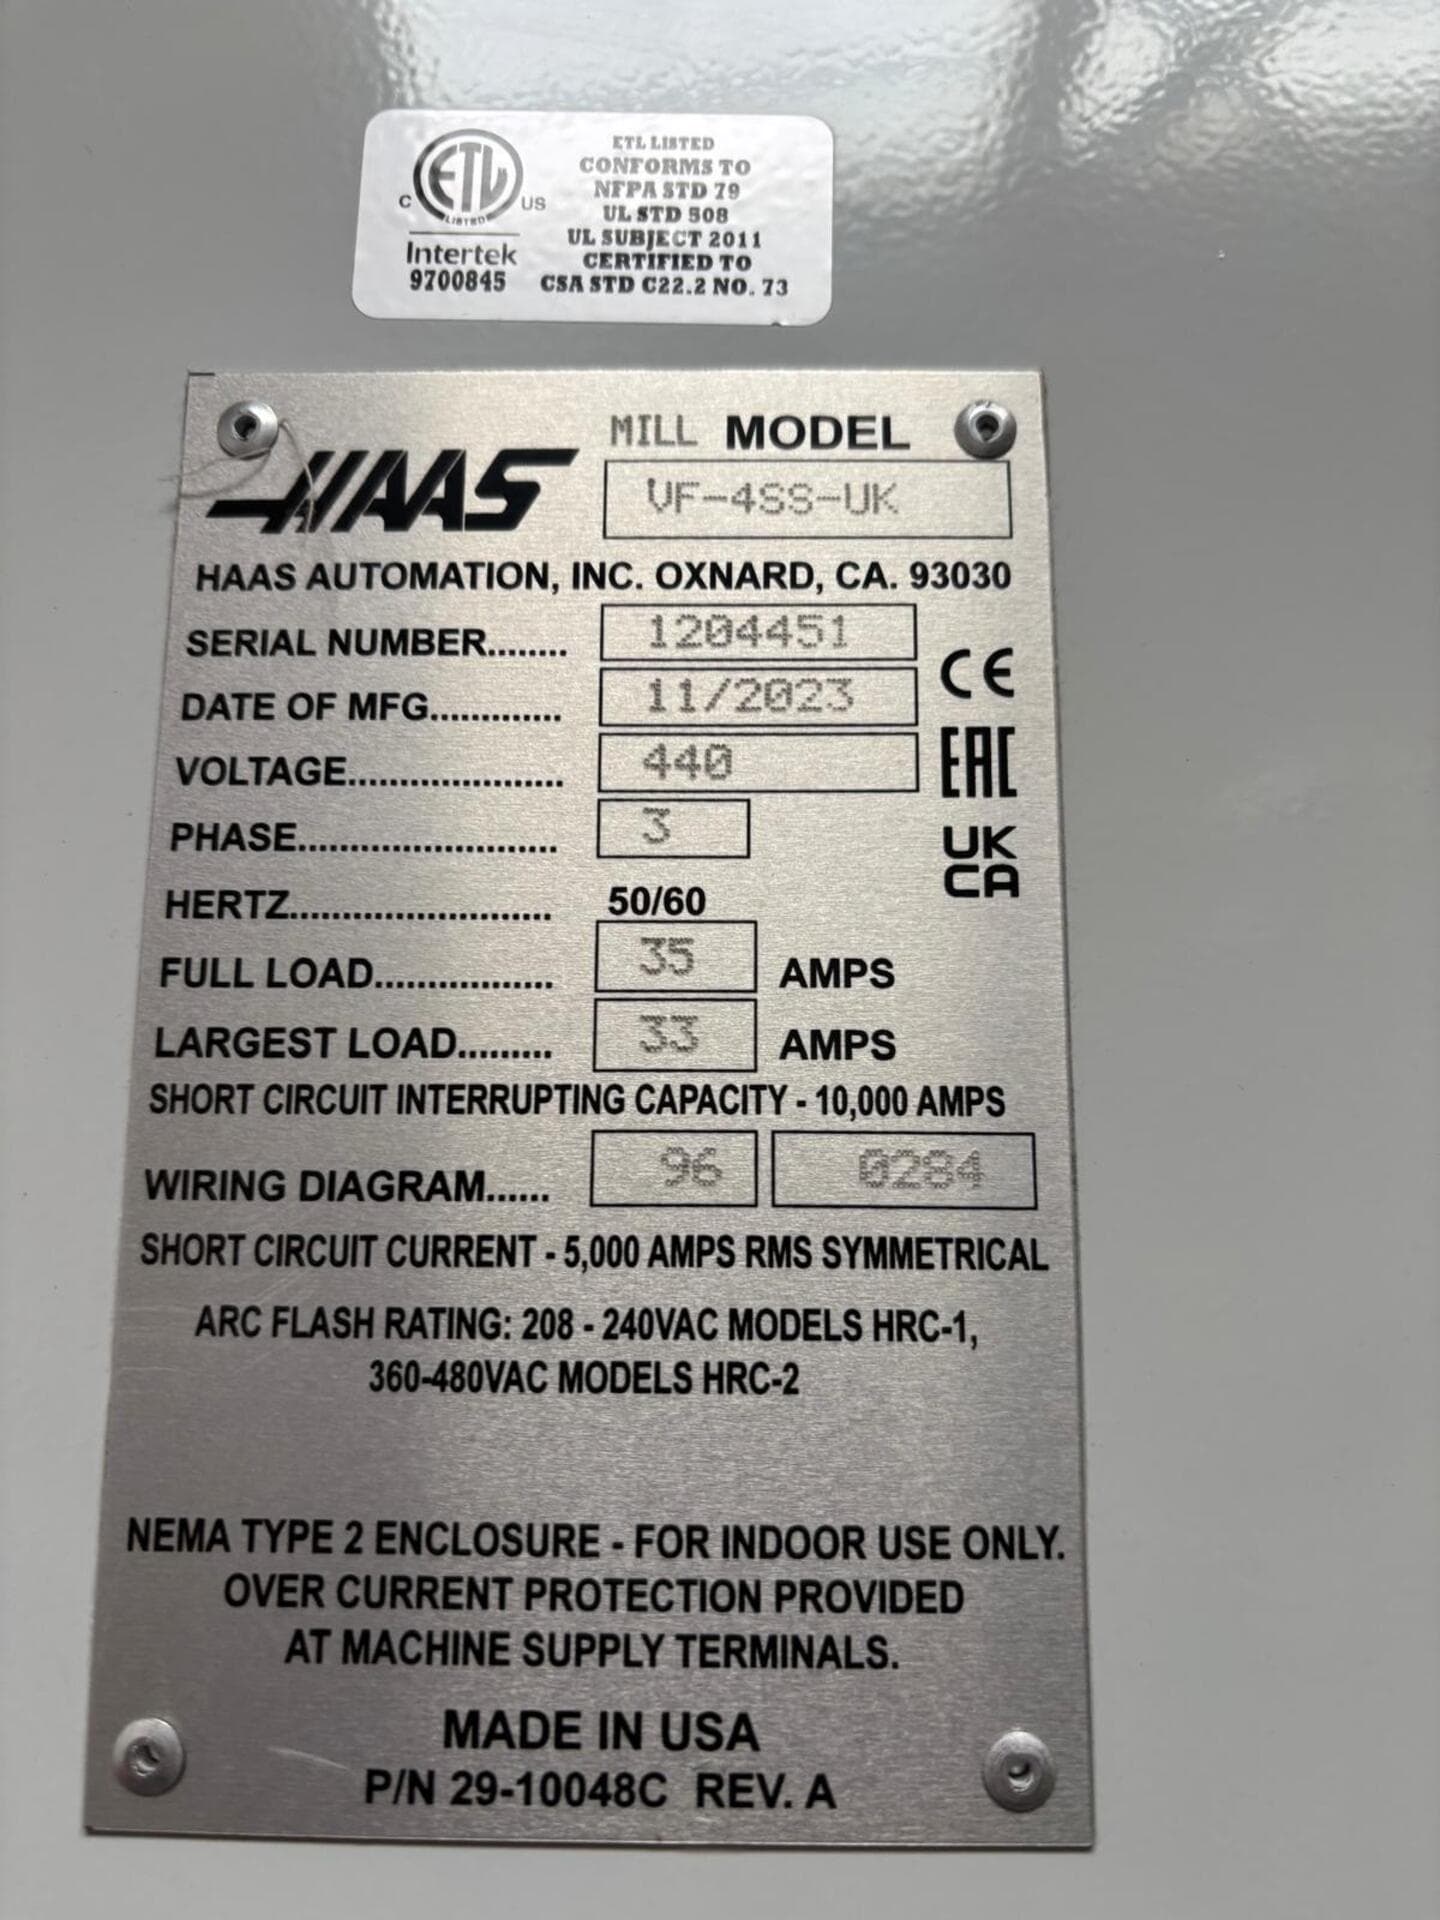 ETL LISTED
CONFORMS TO
NFPA STD 79
UL STD 508
UL SUBJECT 2011
CERTIFIED TO
CSA STD C22.2 NO. 73
C ETL US
LISTED
Intertek
9700845
HAAS
MILL MODEL
VF-4SS-UK
HAAS AUTOMATION, INC. OXNARD, CA. 93030
SERIAL NUMBER........ 1204451
DATE OF MFG............. 11/2023
VOLTAGE..................... 440
PHASE......................... 3
HERTZ......................... 50/60
FULL LOAD................. 35 AMPS
LARGEST LOAD......... 33 AMPS
CE
EAC
UK
CA
SHORT CIRCUIT INTERRUPTING CAPACITY - 10,000 AMPS
WIRING DIAGRAM...... 96 0284
SHORT CIRCUIT CURRENT - 5,000 AMPS RMS SYMMETRICAL
ARC FLASH RATING: 208 - 240VAC MODELS HRC-1,
360-480VAC MODELS HRC-2
NEMA TYPE 2 ENCLOSURE - FOR INDOOR USE ONLY.
OVER CURRENT PROTECTION PROVIDED
AT MACHINE SUPPLY TERMINALS.
MADE IN USA
P/N 29-10048C REV. A